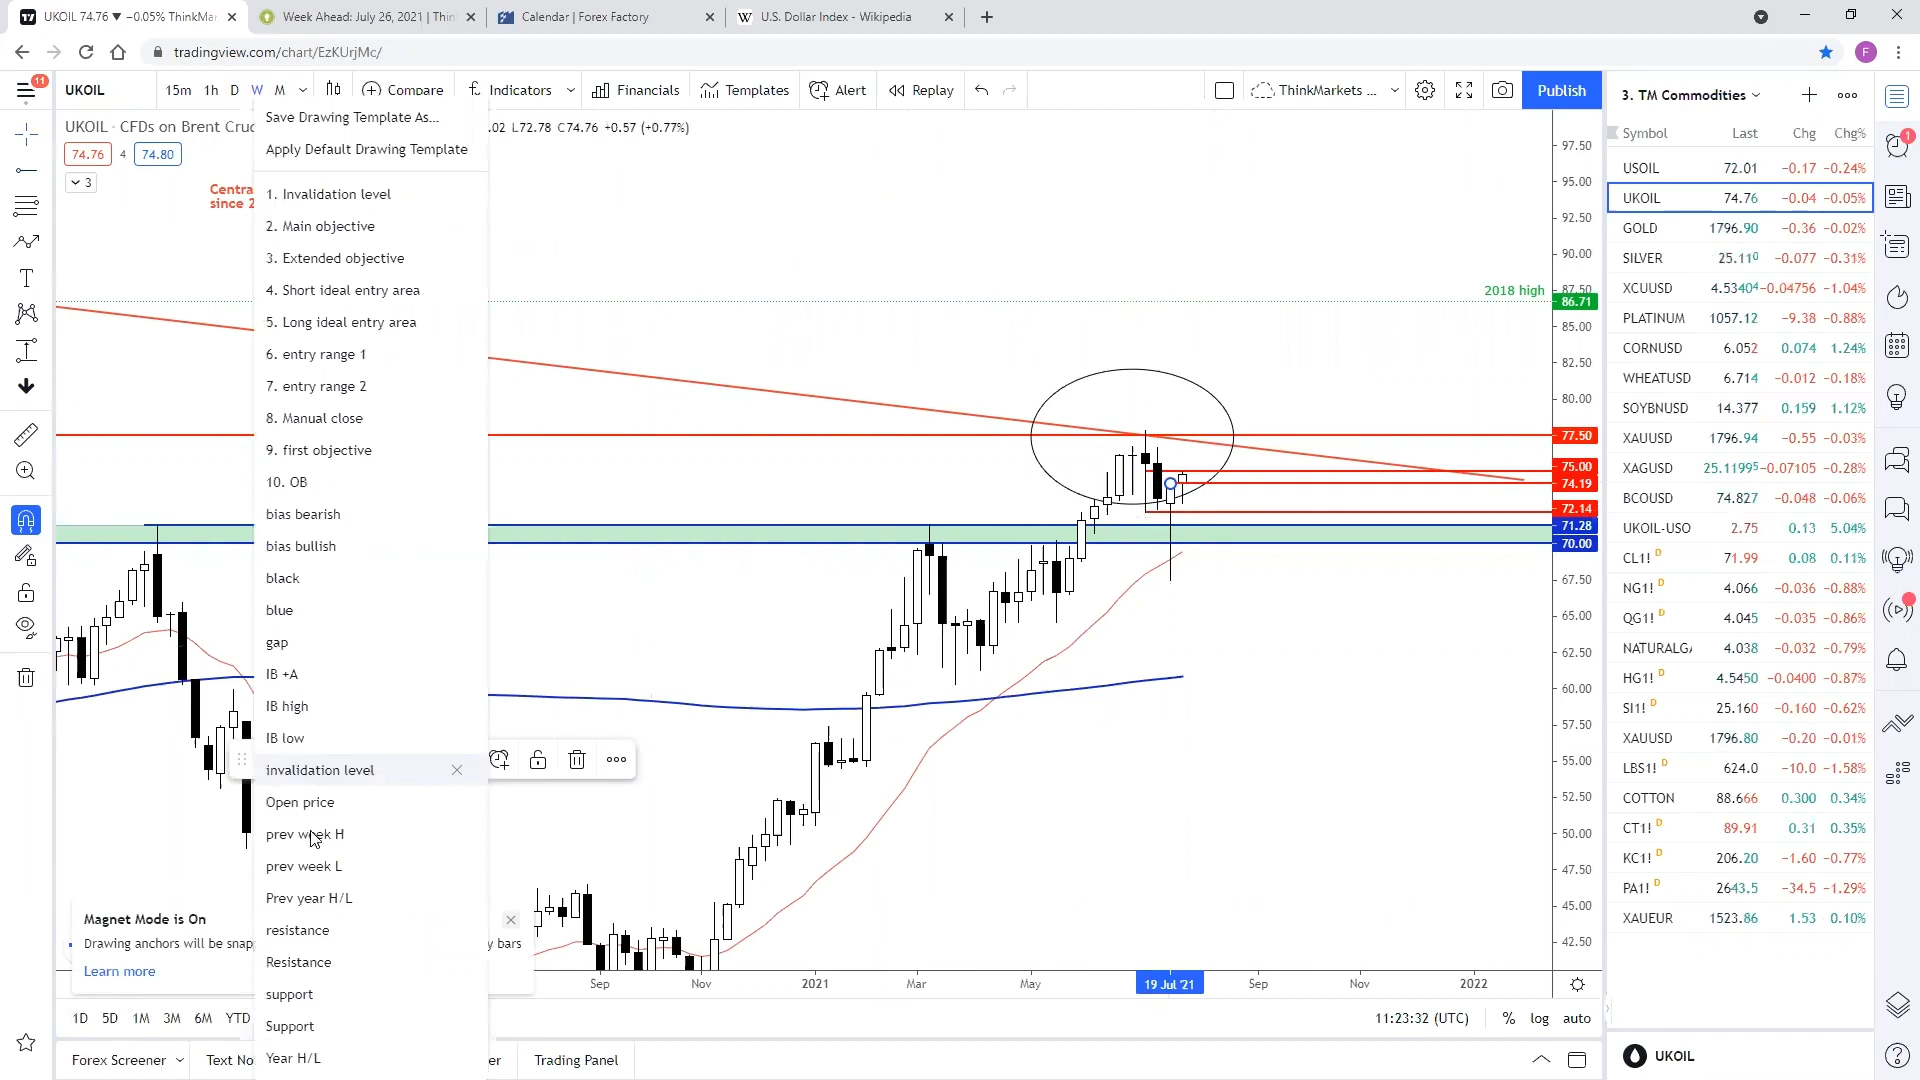 UKOIL 74.76 ▼ −0.05% ThinkMar
Week Ahead: July 26, 2021 | Thin
Calendar | Forex Factory
U.S. Dollar Index - Wikipedia
tradingview.com/chart/EzKUrjMc/
F
11
UKOIL
15m 1h D W M
Compare
Indicators
Financials
Templates
Alert
Replay
ThinkMarkets ...
Publish
3. TM Commodities
UKOIL · CFDs on Brent Cruc
.02 L72.78 C74.76 +0.57 (+0.77%)
74.76 4 74.80
3
Centra
since 2
Save Drawing Template As...
Apply Default Drawing Template
1. Invalidation level
2. Main objective
3. Extended objective
4. Short ideal entry area
5. Long ideal entry area
6. entry range 1
7. entry range 2
8. Manual close
9. first objective
10. OB
bias bearish
bias bullish
black
blue
gap
IB +A
IB high
IB low
invalidation level
Open price
prev week H
prev week L
Prev year H/L
resistance
Resistance
support
Support
Year H/L
2018 high
97.50
95.00
92.50
90.00
87.50
86.71
85.00
82.50
80.00
77.50
75.00
74.19
72.14
71.28
70.00
67.50
65.00
62.50
60.00
57.50
55.00
52.50
50.00
47.50
45.00
42.50
Symbol Last Chg Chg%
USOIL 72.01 −0.17 −0.24%
UKOIL 74.76 −0.04 −0.05%
GOLD 1796.90 −0.36 −0.02%
SILVER 25.110 −0.077 −0.31%
XCUUSD 4.53404 −0.04756 −1.04%
PLATINUM 1057.12 −9.38 −0.88%
CORNUSD 6.052 0.074 1.24%
WHEATUSD 6.714 −0.012 −0.18%
SOYBNUSD 14.377 0.159 1.12%
XAUUSD 1796.94 −0.55 −0.03%
XAGUSD 25.11995 −0.07105 −0.28%
BCOUSD 74.827 −0.048 −0.06%
UKOIL-USO 2.75 0.13 5.04%
CL1! D 71.99 0.08 0.11%
NG1! D 4.066 −0.036 −0.88%
QG1! D 4.045 −0.035 −0.86%
NATURALGA 4.038 −0.032 −0.79%
HG1! D 4.5450 −0.0400 −0.87%
SI1! D 25.160 −0.160 −0.62%
XAUUSD 1796.80 −0.20 −0.01%
LBS1! D 624.0 −10.0 −1.58%
COTTON 88.666 0.300 0.34%
CT1! D 89.91 0.31 0.35%
KC1! D 206.20 −1.60 −0.77%
PA1! D 2643.5 −34.5 −1.29%
XAUEUR 1523.86 1.53 0.10%
1
Magnet Mode is On
Drawing anchors will be snap
y bars
Learn more
Sep Nov 2021 Mar May 19 Jul '21 Sep Nov 2022
1D 5D 1M 3M 6M YTD
11:23:32 (UTC) % log auto
Forex Screener Text No er Trading Panel
UKOIL